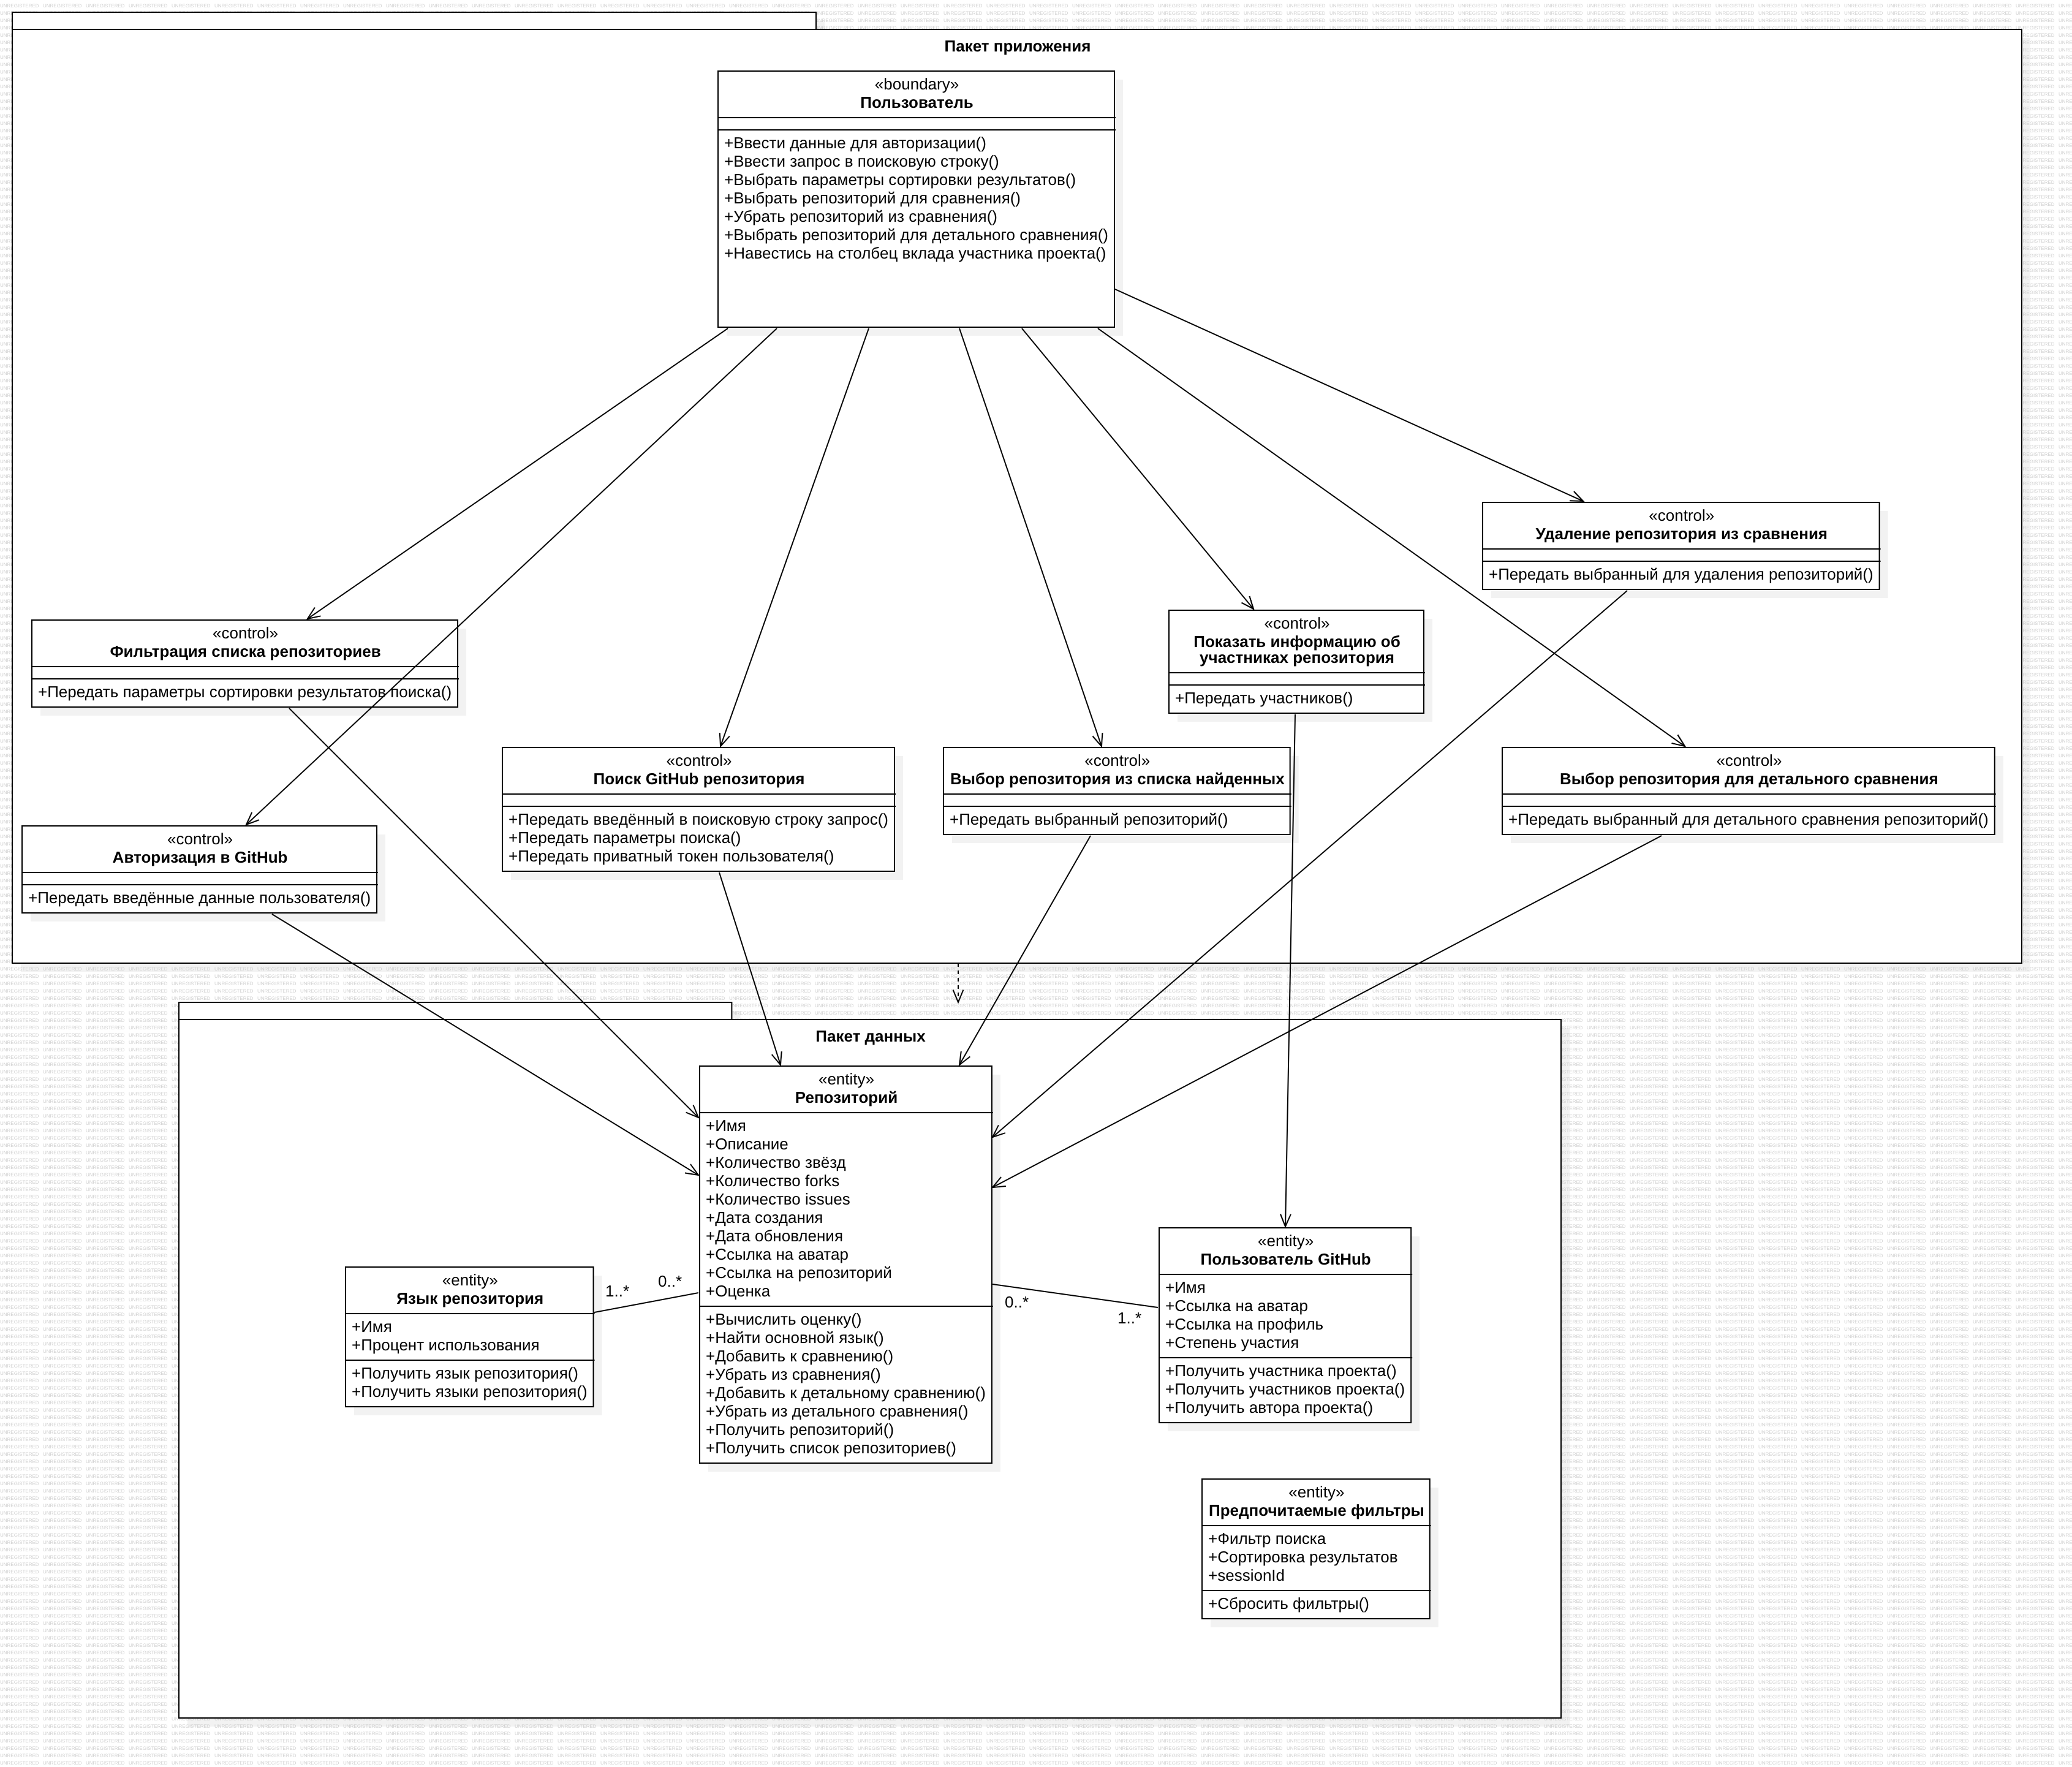 Пакет приложения
«boundary»
Пользователь
+Ввести данные для авторизации()
+Ввести запрос в поисковую строку()
+Выбрать параметры сортировки результатов()
+Выбрать репозиторий для сравнения()
+Убрать репозиторий из сравнения()
+Выбрать репозиторий для детального сравнения()
+Навестись на столбец вклада участника проекта()
«control»
Удаление репозитория из сравнения
+Передать выбранный для удаления репозиторий()
«control»
Фильтрация списка репозиториев
+Передать параметры сортировки результатов поиска()
«control»
Показать информацию об
участниках репозитория
+Передать участников()
«control»
Поиск GitHub репозитория
+Передать введённый в поисковую строку запрос()
+Передать параметры поиска()
+Передать приватный токен пользователя()
«control»
Выбор репозитория из списка найденных
+Передать выбранный репозиторий()
«control»
Выбор репозитория для детального сравнения
+Передать выбранный для детального сравнения репозиторий()
«control»
Авторизация в GitHub
+Передать введённые данные пользователя()
Пакет данных
«entity»
Репозиторий
+Имя
+Описание
+Количество звёзд
+Количество forks
+Количество issues
+Дата создания
+Дата обновления
+Ссылка на аватар
+Ссылка на репозиторий
+Оценка
+Вычислить оценку()
+Найти основной язык()
+Добавить к сравнению()
+Убрать из сравнения()
+Добавить к детальному сравнению()
+Убрать из детального сравнения()
+Получить репозиторий()
+Получить список репозиториев()
«entity»
Язык репозитория
+Имя
+Процент использования
+Получить язык репозитория()
+Получить языки репозитория()
1..*
0..*
0..*
1..*
«entity»
Пользователь GitHub
+Имя
+Ссылка на аватар
+Ссылка на профиль
+Степень участия
+Получить участника проекта()
+Получить участников проекта()
+Получить автора проекта()
«entity»
Предпочитаемые фильтры
+Фильтр поиска
+Сортировка результатов
+sessionId
+Сбросить фильтры()
UNREGISTERED